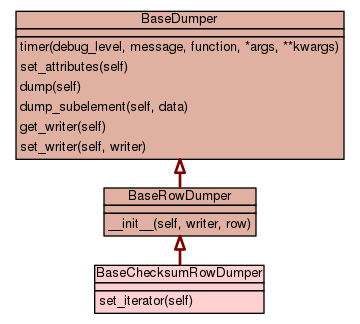 BaseDumper
timer(debug_level, message, function, *args, **kwargs)
set_attributes(self)
dump(self)
dump_subelement(self, data)
get_writer(self)
set_writer(self, writer)
BaseRowDumper
__init__(self, writer, row)
BaseChecksumRowDumper
set_iterator(self)